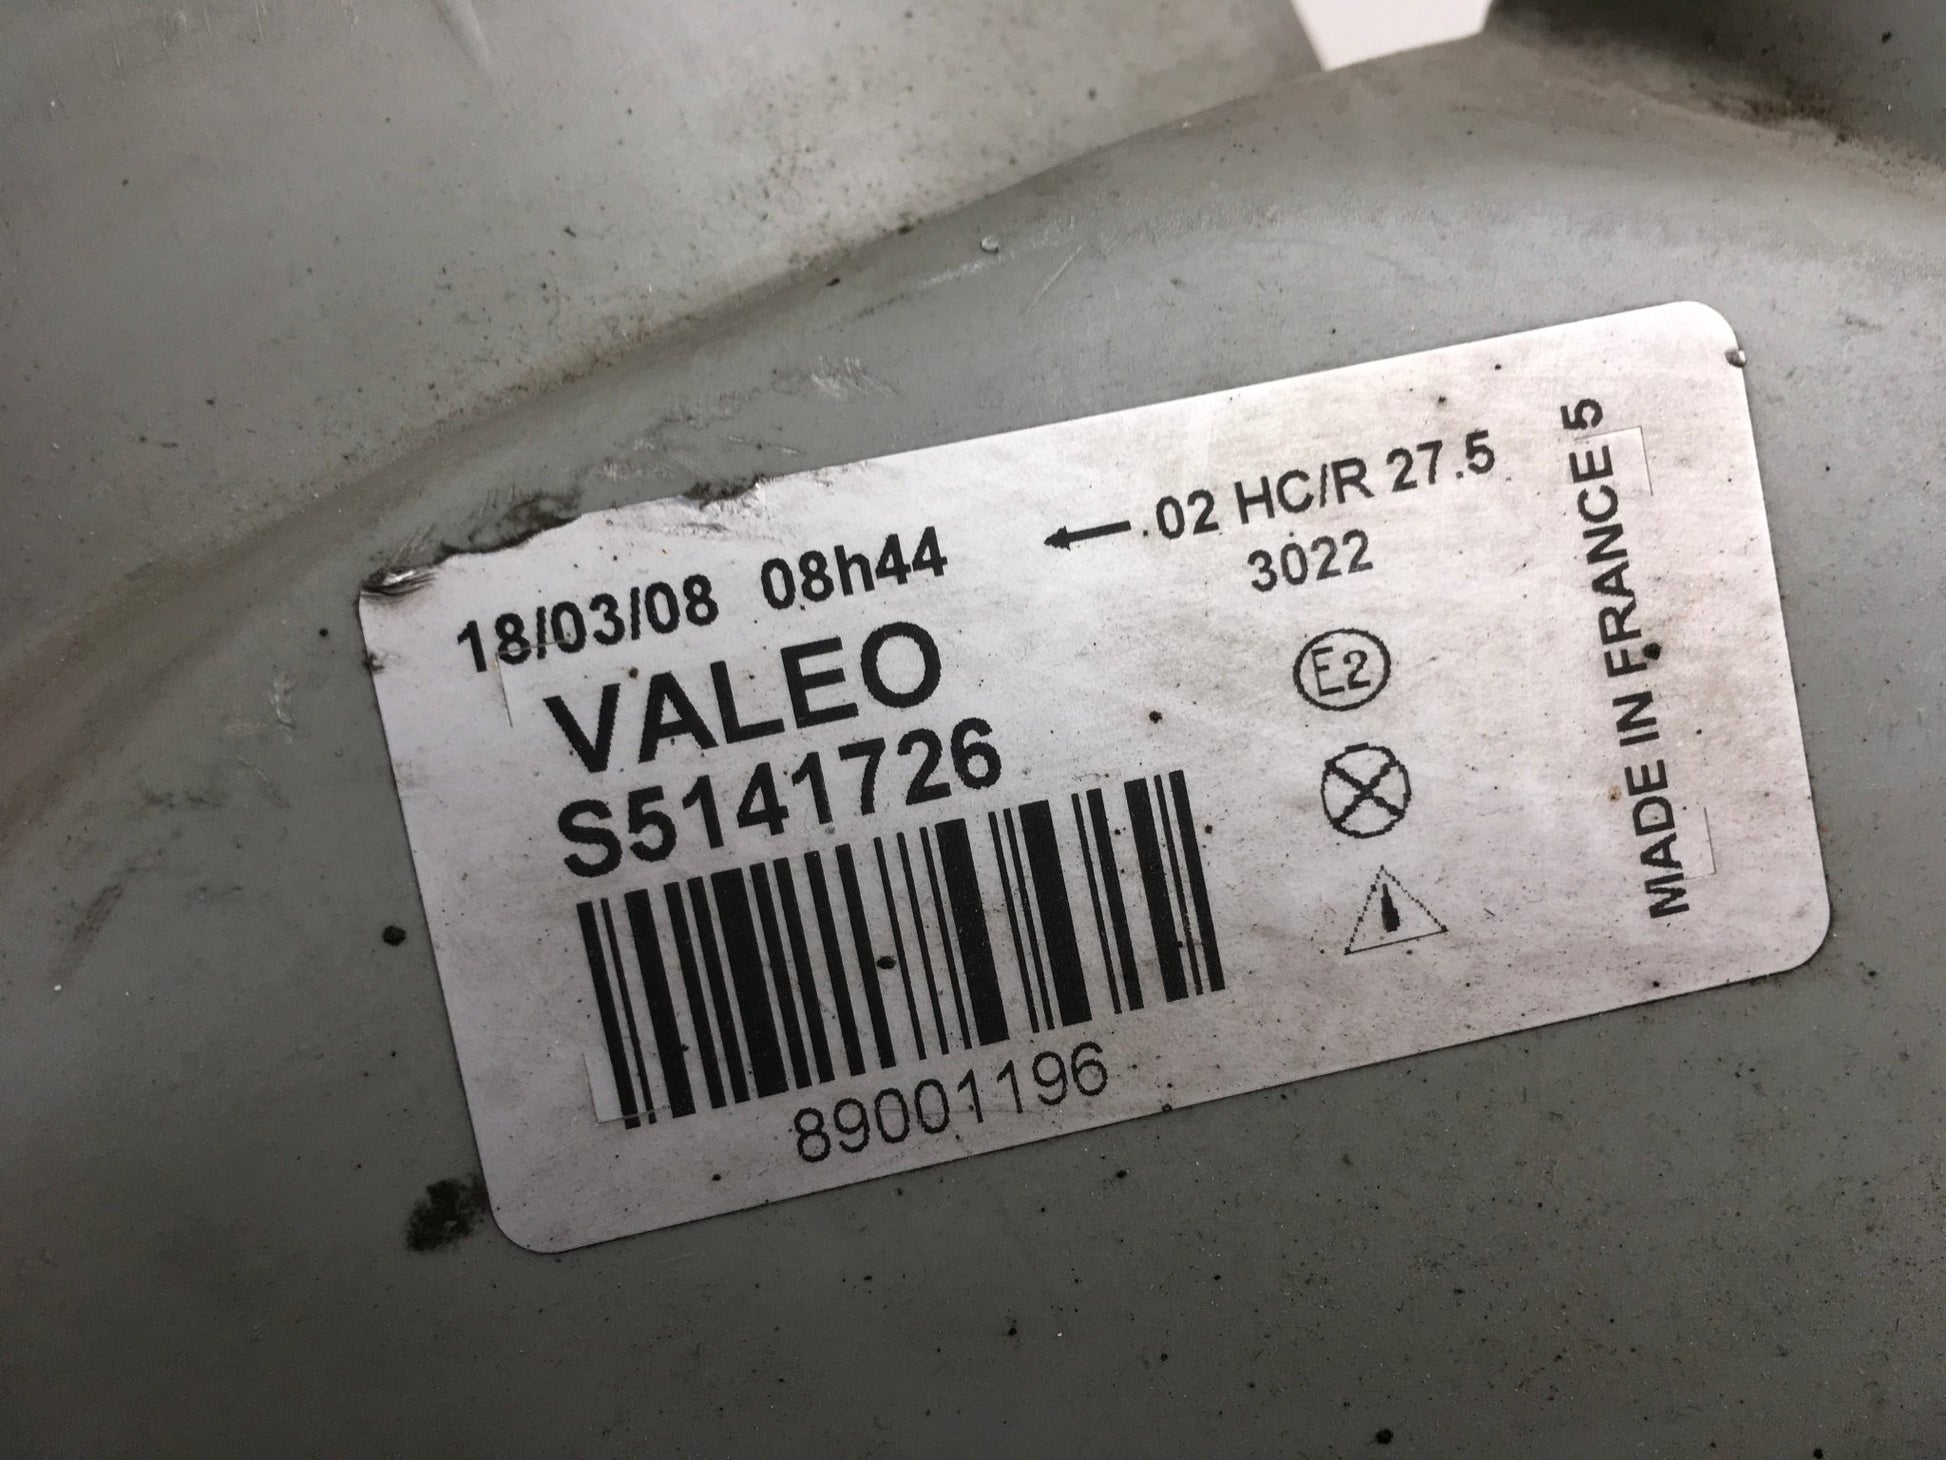 18/03/08 08h44
VALEO
S5141726
89001196
← .02 HC/R 27.5
3022
E2
MADE IN FRANCE 5